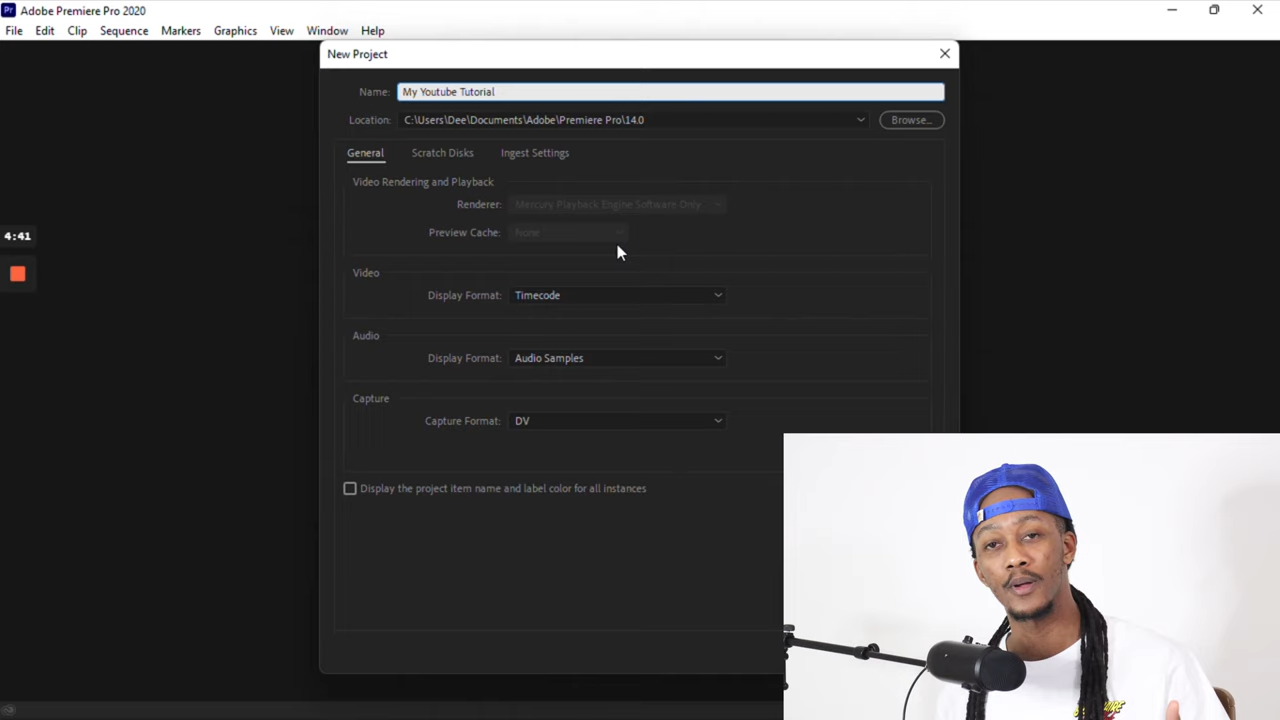 Pr Adobe Premiere Pro 2020
File Edit Clip Sequence Markers Graphics View Window Help
New Project
Name: My Youtube Tutorial
Location: C:\Users\Dee\Documents\Adobe\Premiere Pro\14.0 Browse...
General Scratch Disks Ingest Settings
Video Rendering and Playback
Renderer: Mercury Playback Engine Software Only
Preview Cache: None
4:41
Video
Display Format: Timecode
Audio
Display Format: Audio Samples
Capture
Capture Format: DV
Display the project item name and label color for all instances